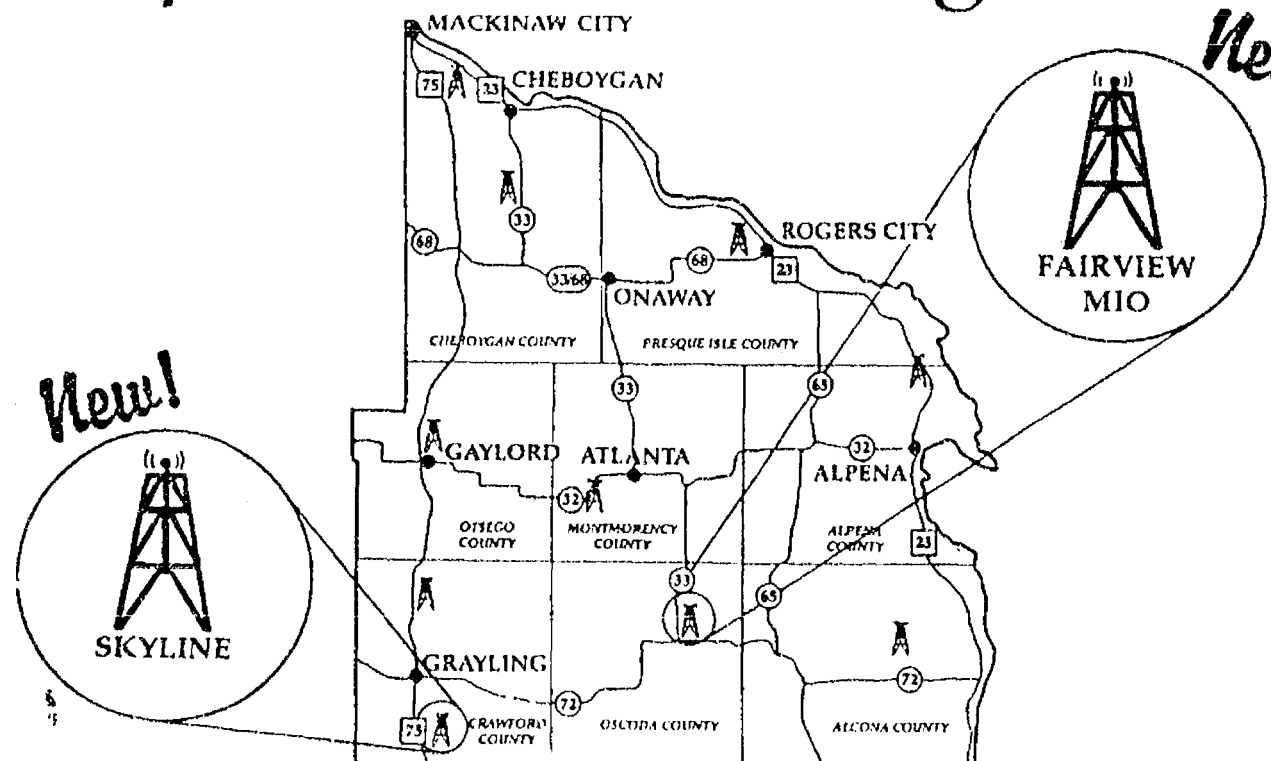 MACKINAW CITY
Ne
75
23
CHEBOYGAN
33
ROGERS CITY
68
68
23
33/68
ONAWAY
FAIRVIEW
MIO
CHEBOYGAN COUNTY
PRESQUE ISLE COUNTY
New!
33
65
GAYLORD
ATLANTA
32
ALPENA
32
OTSEGO
COUNTY
MONTMORENCY
COUNTY
ALPENA
COUNTY
23
33
65
SKYLINE
GRAYLING
72
72
75
CRAWFORD
COUNTY
OSCODA COUNTY
ALCONA COUNTY